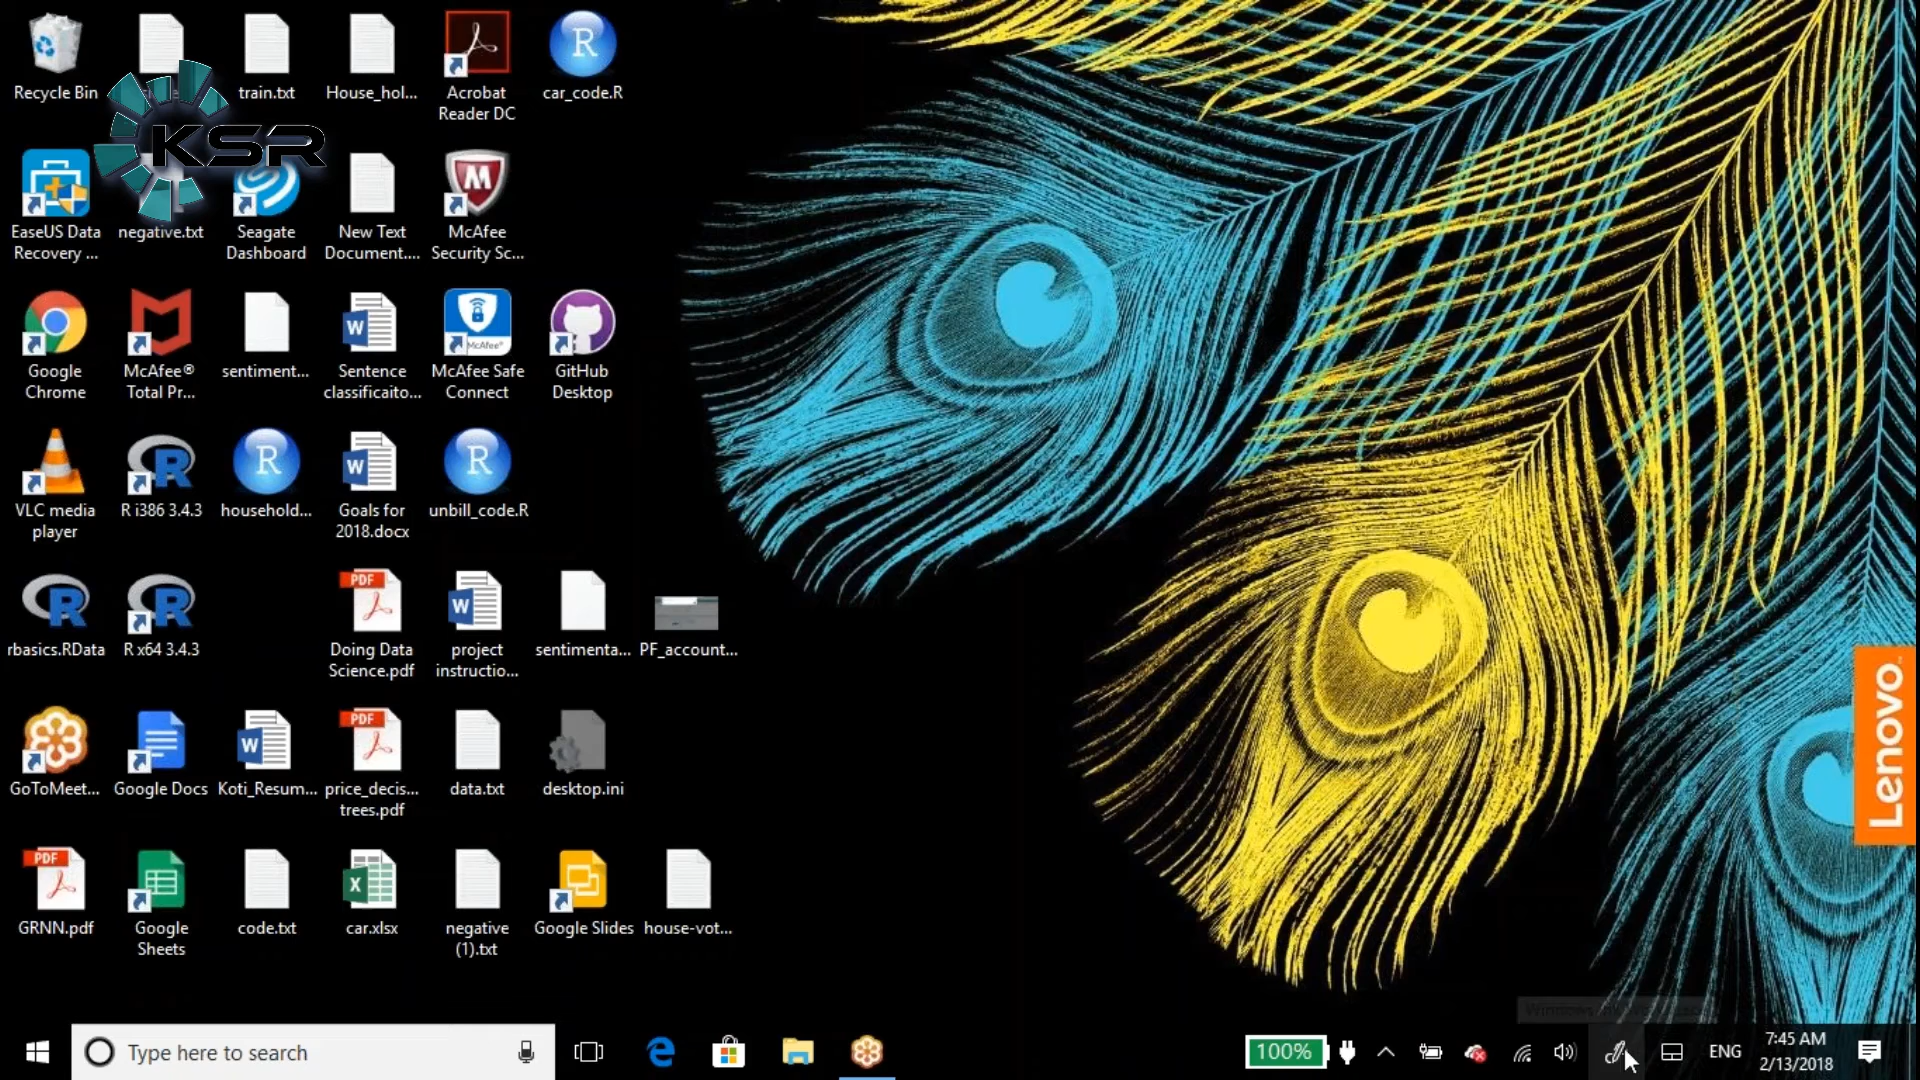 Recycle Bin
train.txt
House_hol...
Acrobat
Reader DC
car_code.R
KSR
EaseUS Data
Recovery ...
negative.txt
Seagate
Dashboard
New Text
Document....
McAfee
Security Sc...
Google
Chrome
McAfee®
Total Pr...
sentiment...
Sentence
classificaito...
McAfee Safe
Connect
GitHub
Desktop
VLC media
player
R i386 3.4.3
household...
Goals for
2018.docx
unbill_code.R
rbasics.RData
R x64 3.4.3
Doing Data
Science.pdf
project
instructio...
sentimenta...
PF_account...
Lenovo
GoToMeet...
Google Docs
Koti_Resum...
price_decis...
trees.pdf
data.txt
desktop.ini
GRNN.pdf
Google
Sheets
code.txt
car.xlsx
negative
(1).txt
Google Slides
house-vot...
Type here to search
100%
ENG
7:45 AM
2/13/2018